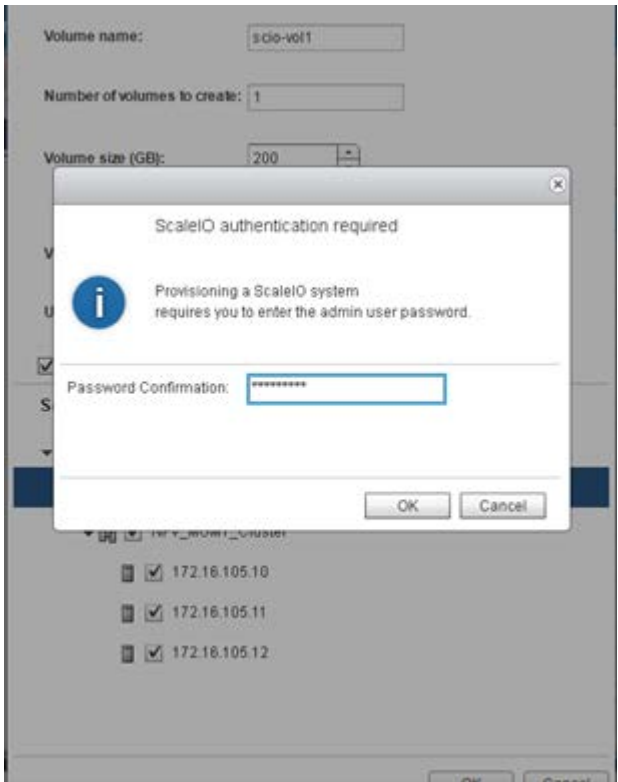 Volume name: scio-vol1
Number of volumes to create: 1
Volume size (GB): 200
ScaleIO authentication required
V
Provisioning a ScaleIO system
U
requires you to enter the admin user password.
Password Confirmation: *********
S
OK Cancel
172.16.105.10
172.16.105.11
172.16.105.12
OK Cancel